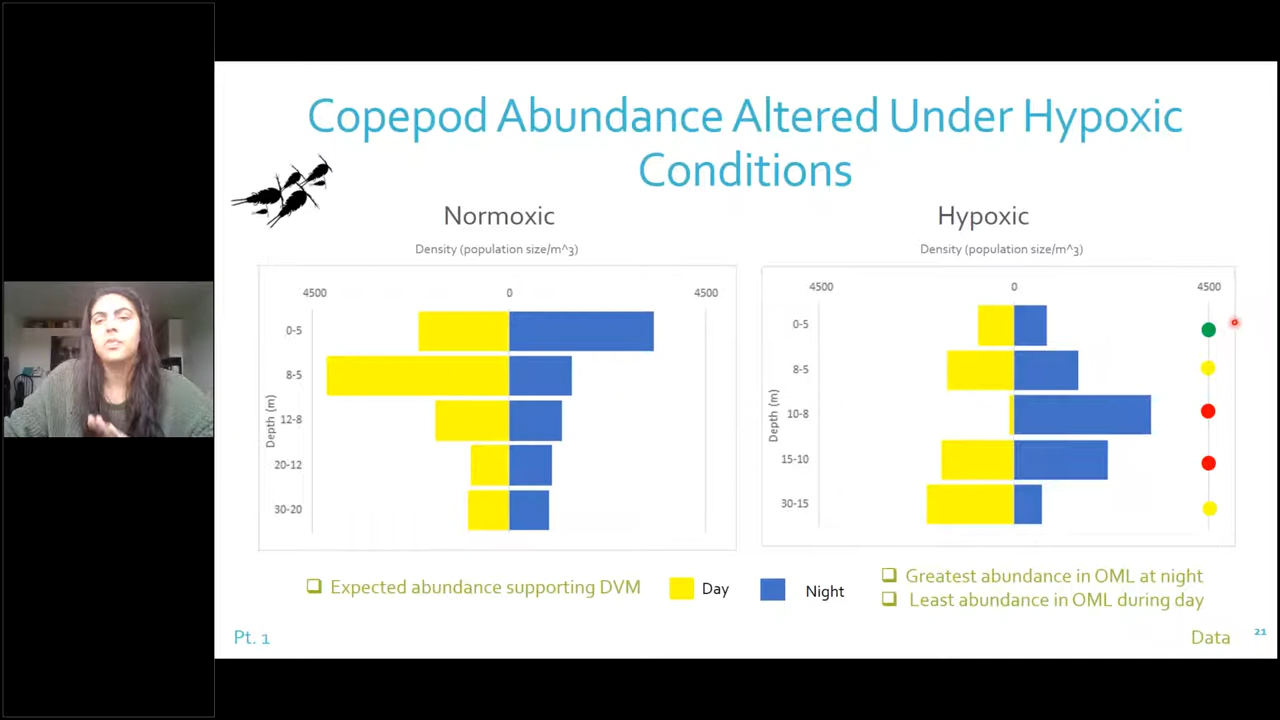 Copepod Abundance Altered Under Hypoxic
Conditions
Normoxic
Density (population size/m^3)
4500 0 4500
0-5
8-5
12-8
20-12
30-20
Depth (m)
Hypoxic
Density (population size/m^3)
4500 0 4500
0-5
8-5
10-8
15-10
30-15
Depth (m)
Expected abundance supporting DVM
Day
Night
Greatest abundance in OML at night
Least abundance in OML during day
Pt. 1
Data
21